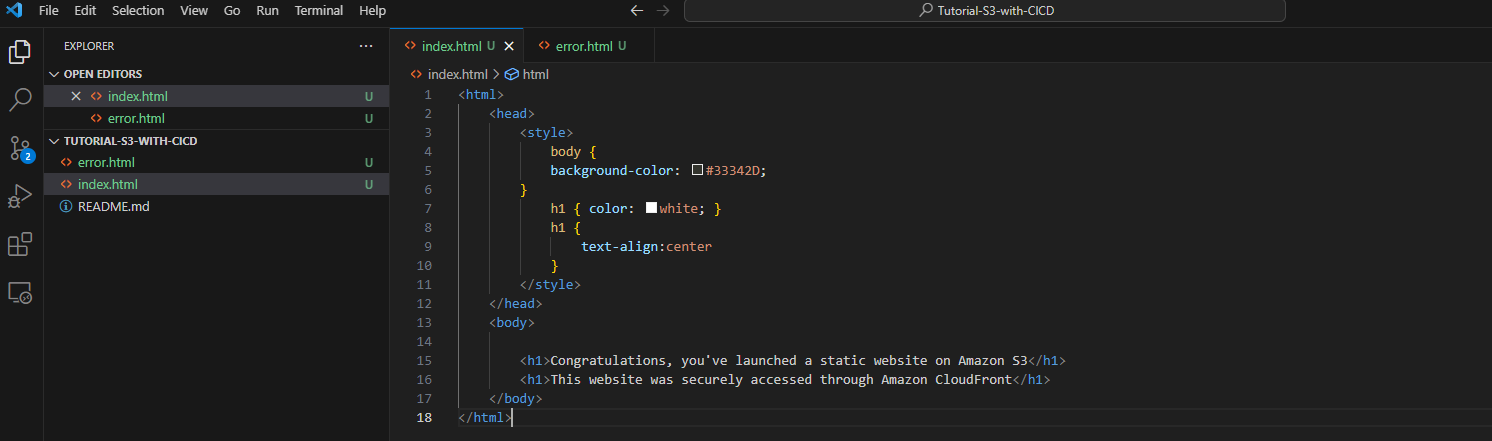 File Edit Selection View Go Run Terminal Help
Tutorial-S3-with-CICD
EXPLORER ...
OPEN EDITORS
index.html U
error.html U
TUTORIAL-S3-WITH-CICD
error.html U
index.html U
README.md
2
index.html U
error.html U
index.html > html
1 <html>
2 <head>
3 <style>
4 body {
5 background-color: #33342D;
6 }
7 h1 { color: white; }
8 h1 {
9 text-align:center
10 }
11 </style>
12 </head>
13 <body>
14
15 <h1>Congratulations, you've launched a static website on Amazon S3</h1>
16 <h1>This website was securely accessed through Amazon CloudFront</h1>
17 </body>
18 </html>